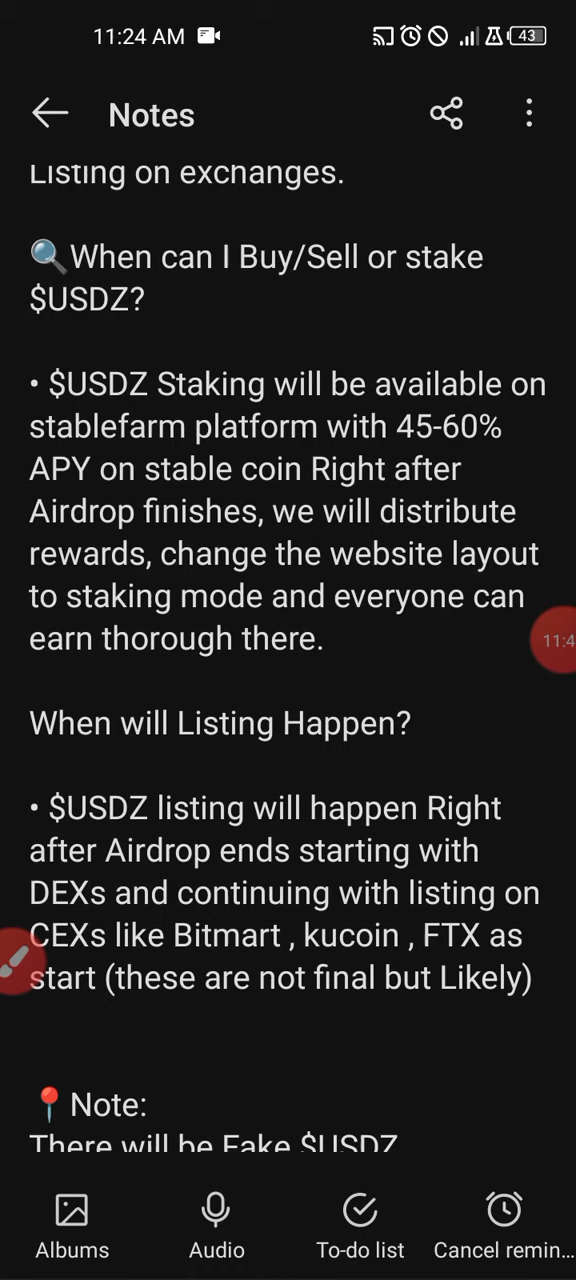 11:24 AM
43
Notes
Listing on exchanges.
🔍When can I Buy/Sell or stake
$USDZ?
• $USDZ Staking will be available on
stablefarm platform with 45-60%
APY on stable coin Right after
Airdrop finishes, we will distribute
rewards, change the website layout
to staking mode and everyone can
earn thorough there.
11:4
When will Listing Happen?
• $USDZ listing will happen Right
after Airdrop ends starting with
DEXs and continuing with listing on
CEXs like Bitmart , kucoin , FTX as
start (these are not final but Likely)
📍Note:
There will be Fake $USDZ
Albums
Audio
To-do list
Cancel remin...